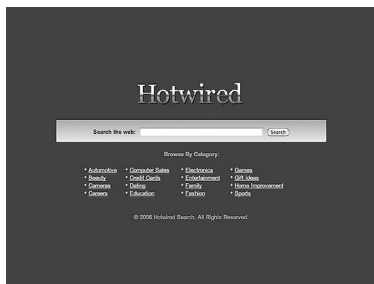 Hotwired
Search the web: Search
Browse By Category:
* Automotive * Computer Sales * Electronics * Games
* Beauty * Credit Cards * Entertainment * Gift Ideas
* Cameras * Dating * Family * Home Improvement
* Careers * Education * Fashion * Sports
© 2006 Hotwired Search. All Rights Reserved.